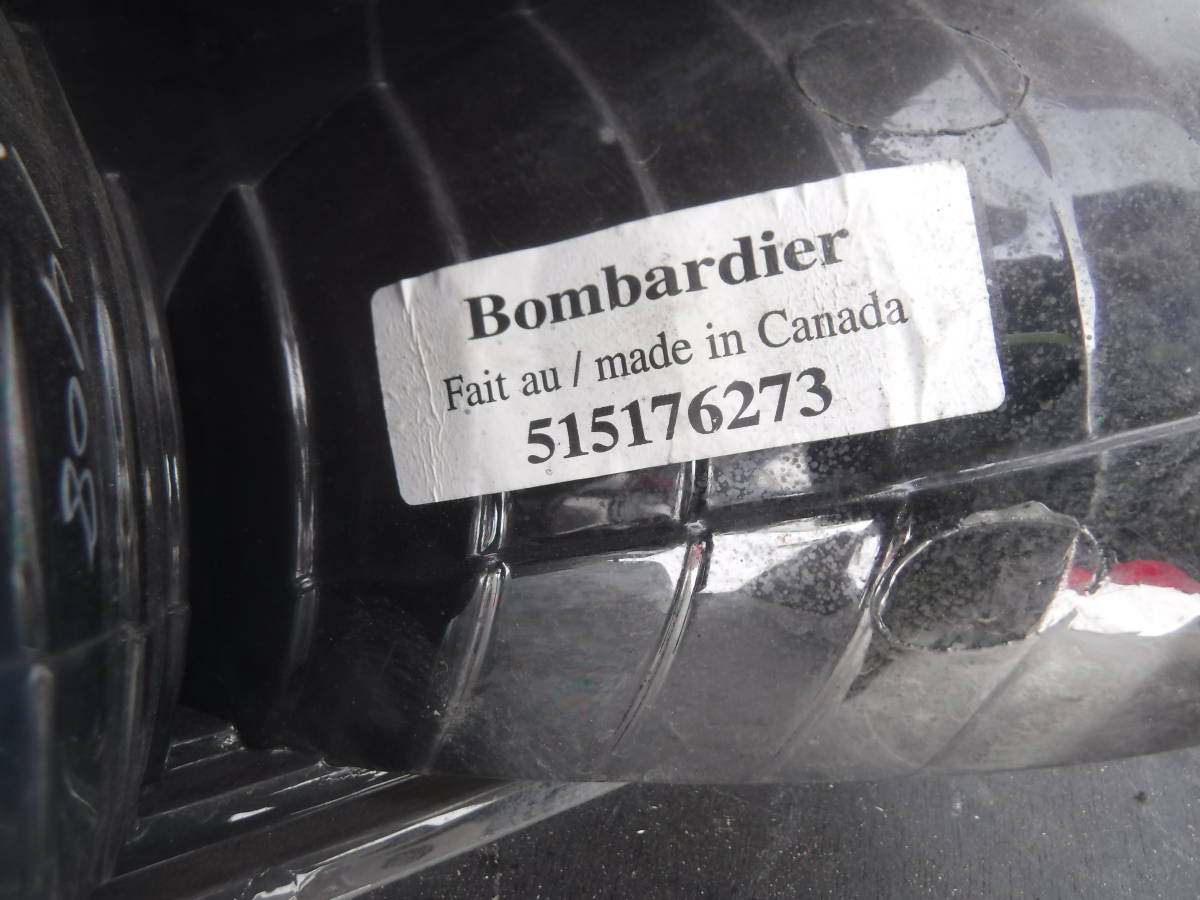 Bombardier
Fait au / made in Canada
515176273